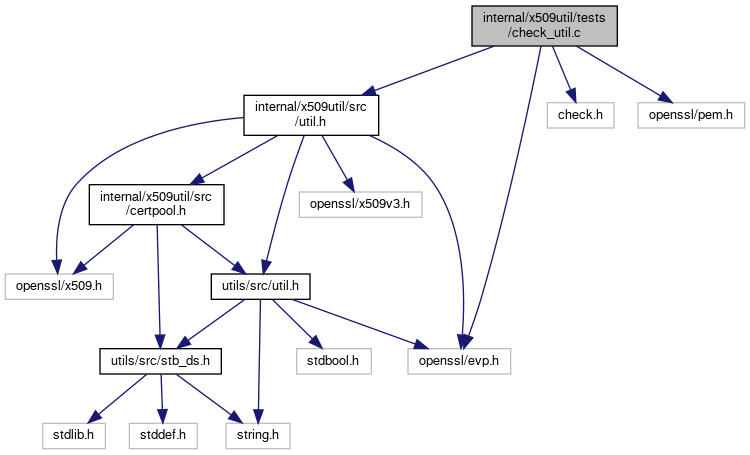 internal/x509util/tests
/check_util.c
internal/x509util/src
/util.h
check.h
openssl/pem.h
internal/x509util/src
/certpool.h
openssl/x509v3.h
openssl/x509.h
utils/src/util.h
utils/src/stb_ds.h
stdbool.h
openssl/evp.h
stdlib.h
stddef.h
string.h